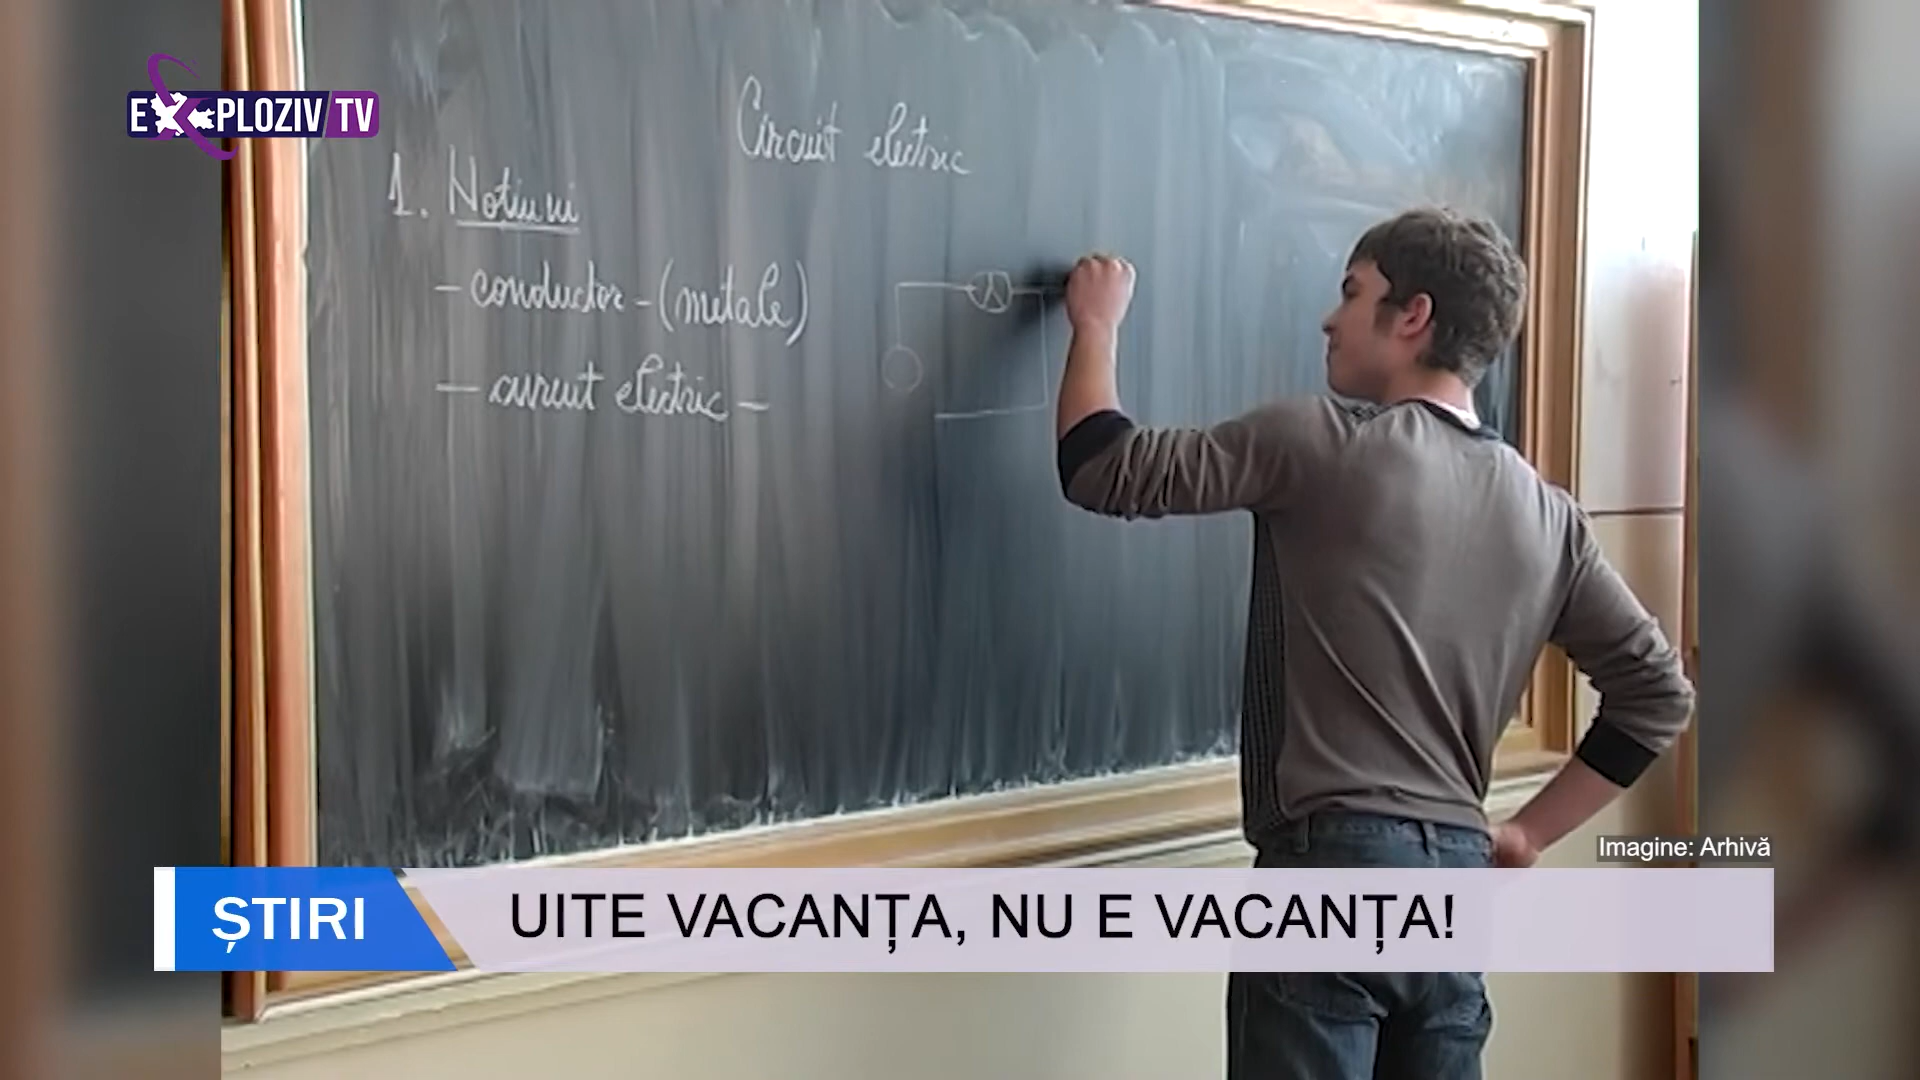 EXPLOZIV TV
Circuit electric
1. Noțiuni
- conductor - (metale)
A
- circuit electric -
Imagine: Arhivă
ȘTIRI
UITE VACANȚA, NU E VACANȚA!